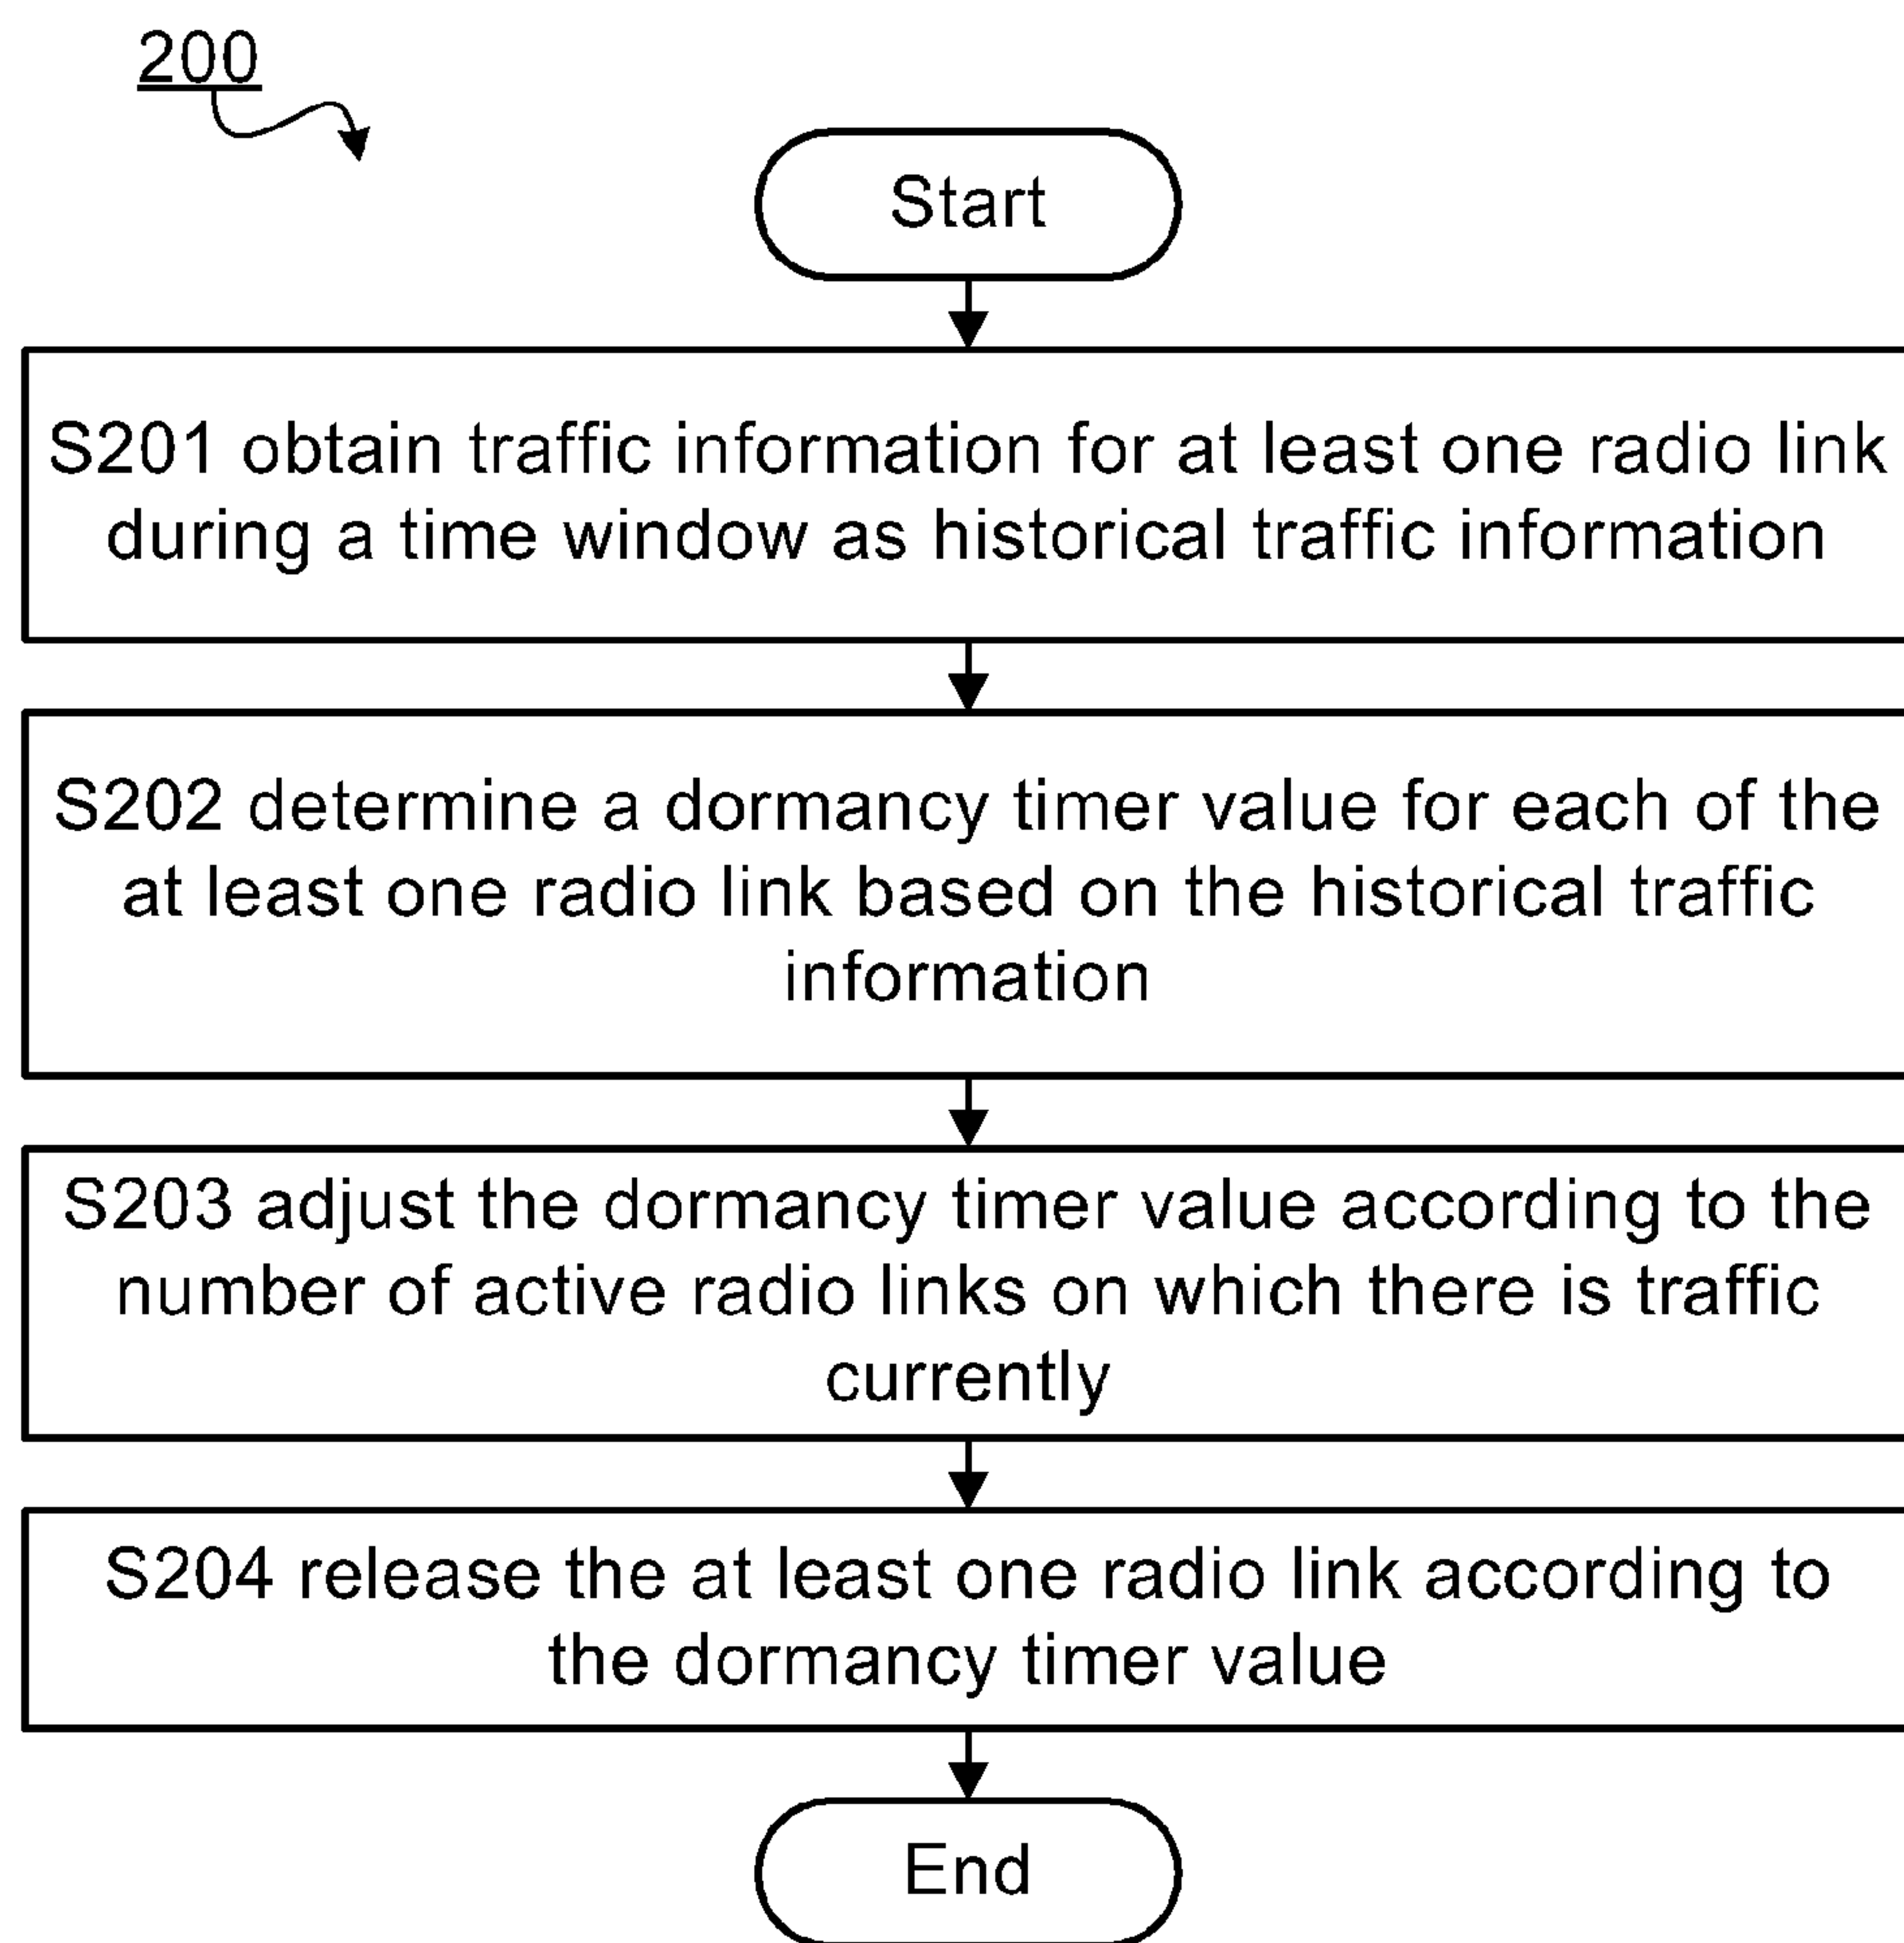 200
Start
S201 obtain traffic information for at least one radio link
during a time window as historical traffic information
S202 determine a dormancy timer value for each of the
at least one radio link based on the historical traffic
information
S203 adjust the dormancy timer value according to the
number of active radio links on which there is traffic
currently
S204 release the at least one radio link according to
the dormancy timer value
End